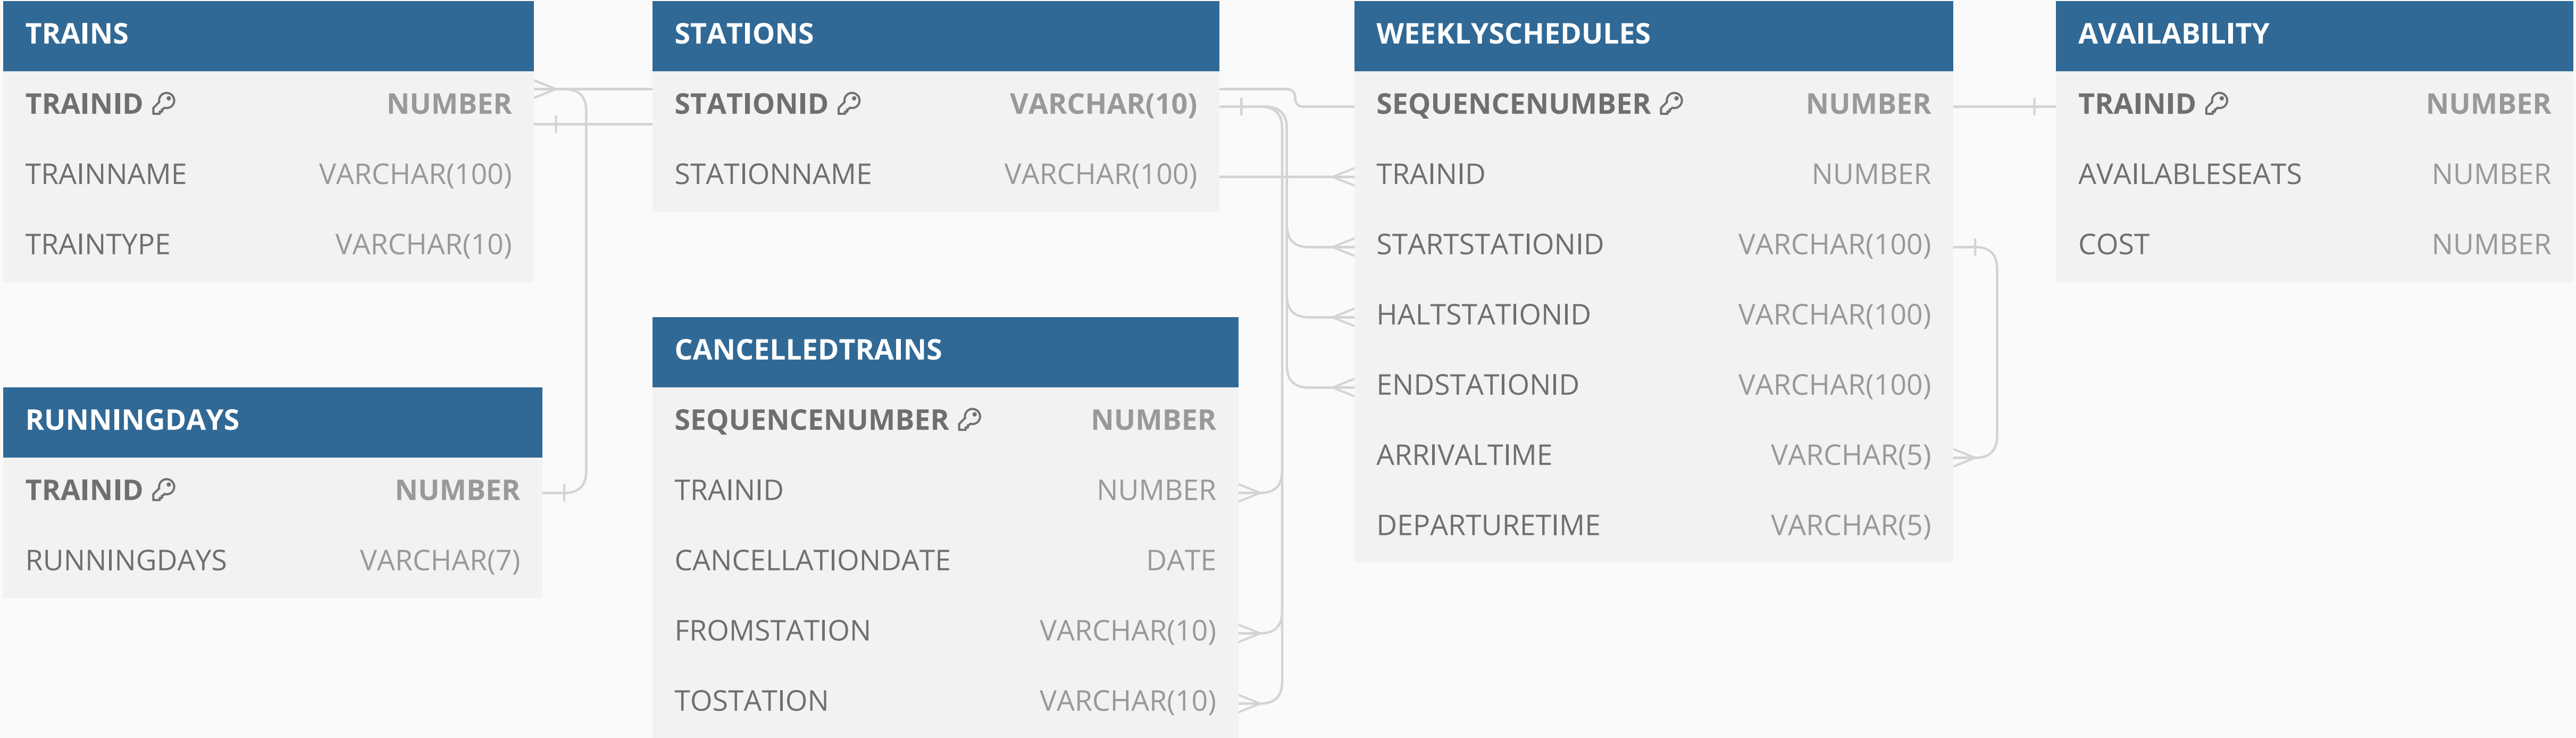 TRAINS
TRAINID NUMBER
TRAINNAME VARCHAR(100)
TRAINTYPE VARCHAR(10)
RUNNINGDAYS
TRAINID NUMBER
RUNNINGDAYS VARCHAR(7)
STATIONS
STATIONID VARCHAR(10)
STATIONNAME VARCHAR(100)
CANCELLEDTRAINS
SEQUENCENUMBER NUMBER
TRAINID NUMBER
CANCELLATIONDATE DATE
FROMSTATION VARCHAR(10)
TOSTATION VARCHAR(10)
WEEKLYSCHEDULES
SEQUENCENUMBER NUMBER
TRAINID NUMBER
STARTSTATIONID VARCHAR(100)
HALTSTATIONID VARCHAR(100)
ENDSTATIONID VARCHAR(100)
ARRIVALTIME VARCHAR(5)
DEPARTURETIME VARCHAR(5)
AVAILABILITY
TRAINID NUMBER
AVAILABLESEATS NUMBER
COST NUMBER